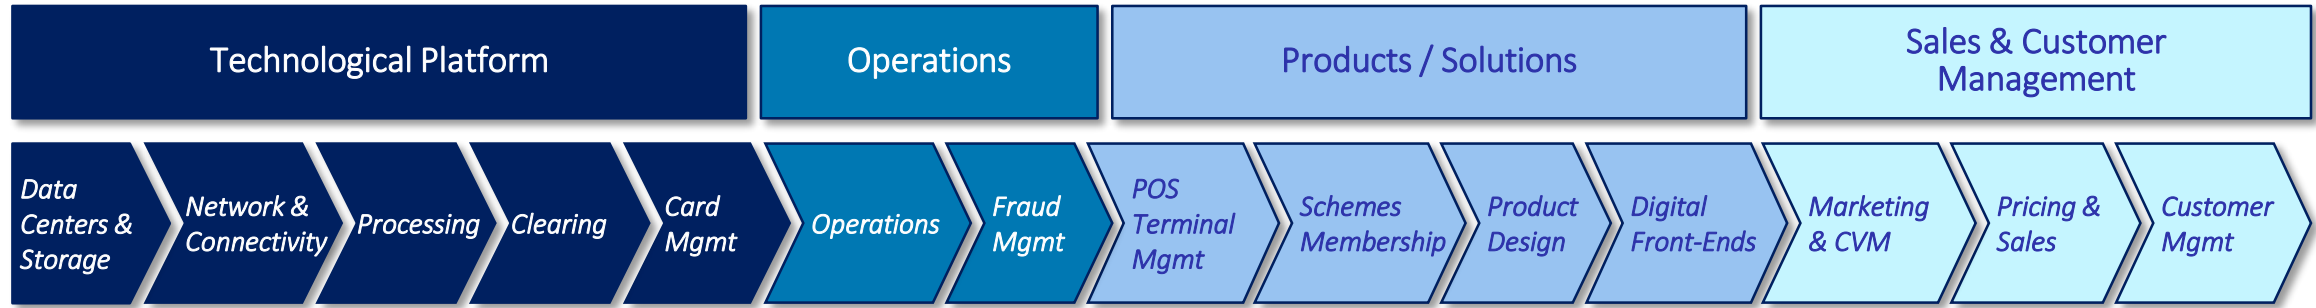 Technological Platform
Operations
Products / Solutions
Sales & Customer
Management
Data
Centers &
Storage
Network &
Connectivity
Processing
Clearing
Card
Mgmt
Operations
Fraud
Mgmt
POS
Terminal
Mgmt
Schemes
Membership
Product
Design
Digital
Front-Ends
Marketing
& CVM
Pricing &
Sales
Customer
Mgmt